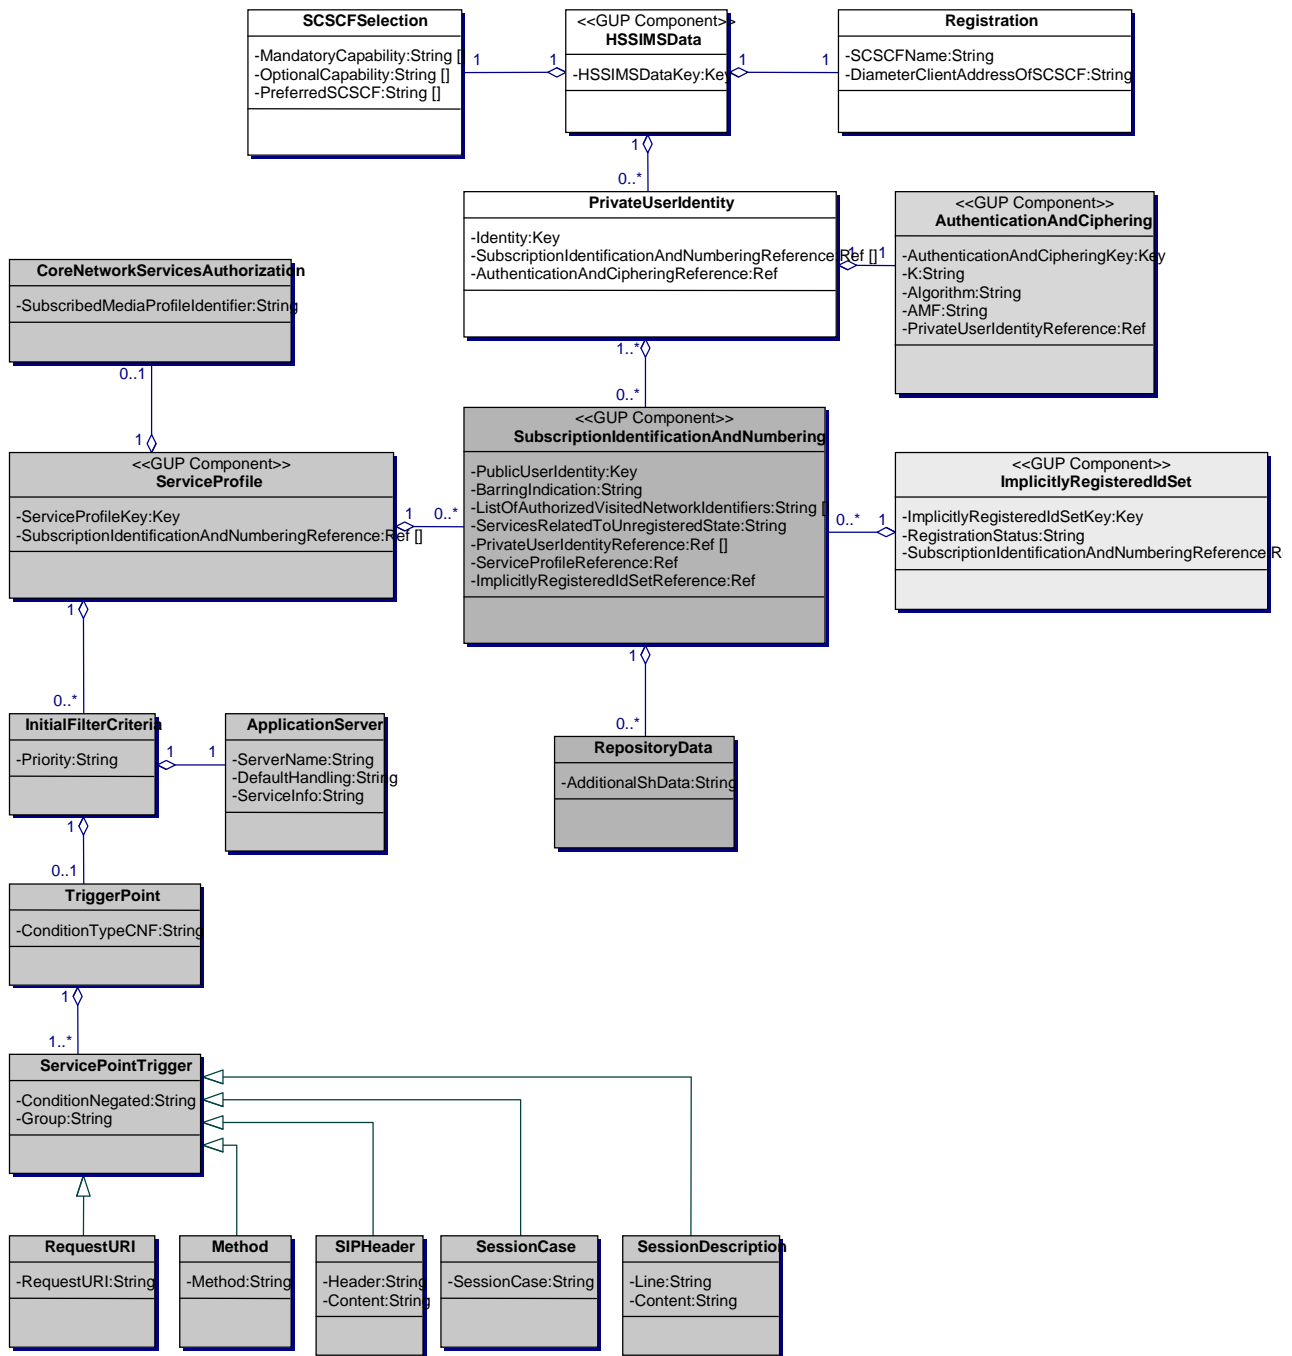 SCSCFSelection
-MandatoryCapability:String [
-OptionalCapability:String []
-PreferredSCSCF:String []
1
1
<<GUP Component>>
HSSIMSData
-HSSIMSDataKey:Key
1
1
Registration
-SCSCFName:String
-DiameterClientAddressOfSCSCF:String
1
0..*
PrivateUserIdentity
-Identity:Key
-SubscriptionIdentificationAndNumberingReference:Ref []
-AuthenticationAndCipheringReference:Ref
1
1
<<GUP Component>>
AuthenticationAndCiphering
-AuthenticationAndCipheringKey:Key
-K:String
-Algorithm:String
-AMF:String
-PrivateUserIdentityReference:Ref
CoreNetworkServicesAuthorization
-SubscribedMediaProfileIdentifier:String
0..1
1
1..*
0..*
<<GUP Component>>
ServiceProfile
-ServiceProfileKey:Key
-SubscriptionIdentificationAndNumberingReference:Ref []
1
0..*
<<GUP Component>>
SubscriptionIdentificationAndNumbering
-PublicUserIdentity:Key
-BarringIndication:String
-ListOfAuthorizedVisitedNetworkIdentifiers:String [
-ServicesRelatedToUnregisteredState:String
-PrivateUserIdentityReference:Ref []
-ServiceProfileReference:Ref
-ImplicitlyRegisteredIdSetReference:Ref
0..*
1
<<GUP Component>>
ImplicitlyRegisteredIdSet
-ImplicitlyRegisteredIdSetKey:Key
-RegistrationStatus:String
-SubscriptionIdentificationAndNumberingReference:R
1
0..*
1
0..*
InitialFilterCriteria
-Priority:String
1
1
ApplicationServer
-ServerName:String
-DefaultHandling:String
-ServiceInfo:String
RepositoryData
-AdditionalShData:String
1
0..1
TriggerPoint
-ConditionTypeCNF:String
1
1..*
ServicePointTrigger
-ConditionNegated:String
-Group:String
RequestURI
-RequestURI:String
Method
-Method:String
SIPHeader
-Header:String
-Content:String
SessionCase
-SessionCase:String
SessionDescription
-Line:String
-Content:String